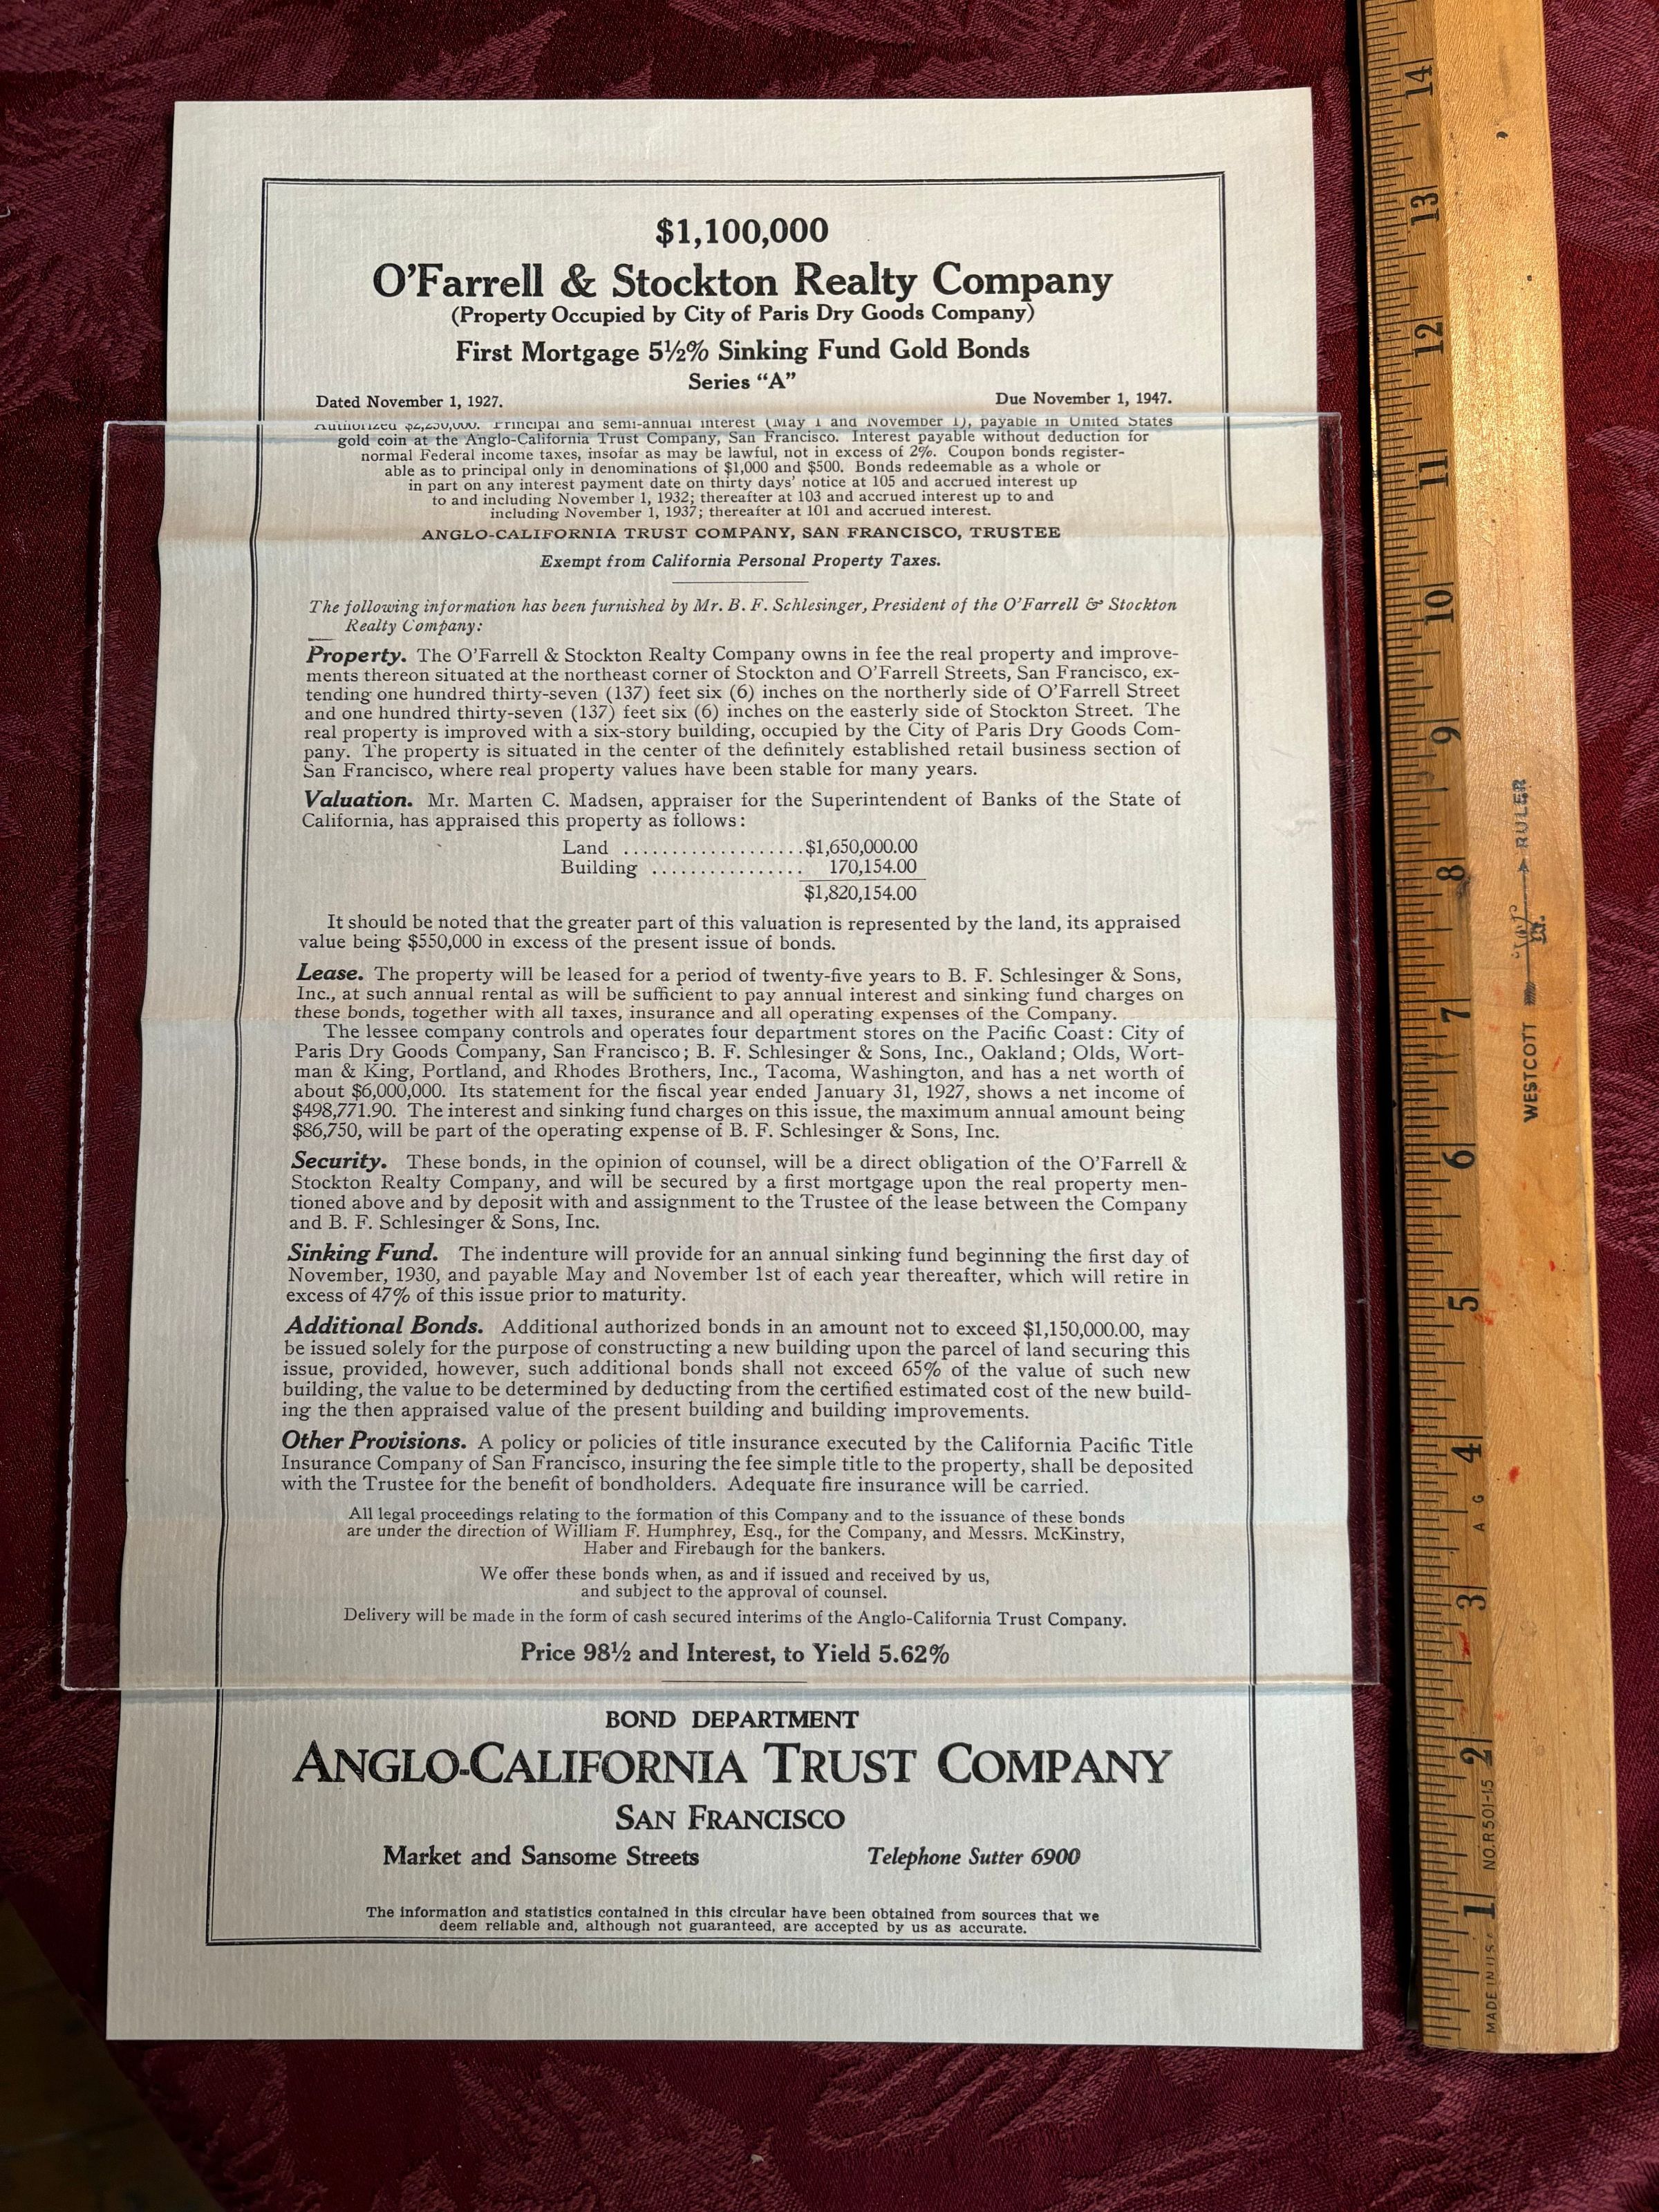 $1,100,000
O'Farrell & Stockton Realty Company
(Property Occupied by City of Paris Dry Goods Company)
First Mortgage 5½% Sinking Fund Gold Bonds
Series "A"
Dated November 1, 1927. Due November 1, 1947.
Authorized $2,250,000. Principal and semi-annual interest (May 1 and November 1), payable in United States
gold coin at the Anglo-California Trust Company, San Francisco. Interest payable without deduction for
normal Federal income taxes, insofar as may be lawful, not in excess of 2%. Coupon bonds register-
able as to principal only in denominations of $1,000 and $500. Bonds redeemable as a whole or
in part on any interest payment date on thirty days' notice at 105 and accrued interest up
to and including November 1, 1932; thereafter at 103 and accrued interest up to and
including November 1, 1937; thereafter at 101 and accrued interest.
ANGLO-CALIFORNIA TRUST COMPANY, SAN FRANCISCO, TRUSTEE
Exempt from California Personal Property Taxes.
The following information has been furnished by Mr. B. F. Schlesinger, President of the O'Farrell & Stockton
Realty Company:
Property. The O'Farrell & Stockton Realty Company owns in fee the real property and improve-
ments thereon situated at the northeast corner of Stockton and O'Farrell Streets, San Francisco, ex-
tending one hundred thirty-seven (137) feet six (6) inches on the northerly side of O'Farrell Street
and one hundred thirty-seven (137) feet six (6) inches on the easterly side of Stockton Street. The
real property is improved with a six-story building, occupied by the City of Paris Dry Goods Com-
pany. The property is situated in the center of the definitely established retail business section of
San Francisco, where real property values have been stable for many years.
Valuation. Mr. Marten C. Madsen, appraiser for the Superintendent of Banks of the State of
California, has appraised this property as follows:
Land ...................$1,650,000.00
Building ................ 170,154.00
$1,820,154.00
It should be noted that the greater part of this valuation is represented by the land, its appraised
value being $550,000 in excess of the present issue of bonds.
Lease. The property will be leased for a period of twenty-five years to B. F. Schlesinger & Sons,
Inc., at such annual rental as will be sufficient to pay annual interest and sinking fund charges on
these bonds, together with all taxes, insurance and all operating expenses of the Company.
The lessee company controls and operates four department stores on the Pacific Coast: City of
Paris Dry Goods Company, San Francisco; B. F. Schlesinger & Sons, Inc., Oakland; Olds, Wort-
man & King, Portland, and Rhodes Brothers, Inc., Tacoma, Washington, and has a net worth of
about $6,000,000. Its statement for the fiscal year ended January 31, 1927, shows a net income of
$498,771.90. The interest and sinking fund charges on this issue, the maximum annual amount being
$86,750, will be part of the operating expense of B. F. Schlesinger & Sons, Inc.
Security. These bonds, in the opinion of counsel, will be a direct obligation of the O'Farrell &
Stockton Realty Company, and will be secured by a first mortgage upon the real property men-
tioned above and by deposit with and assignment to the Trustee of the lease between the Company
and B. F. Schlesinger & Sons, Inc.
Sinking Fund. The indenture will provide for an annual sinking fund beginning the first day of
November, 1930, and payable May and November 1st of each year thereafter, which will retire in
excess of 47% of this issue prior to maturity.
Additional Bonds. Additional authorized bonds in an amount not to exceed $1,150,000.00, may
be issued solely for the purpose of constructing a new building upon the parcel of land securing this
issue, provided, however, such additional bonds shall not exceed 65% of the value of such new
building, the value to be determined by deducting from the certified estimated cost of the new build-
ing the then appraised value of the present building and building improvements.
Other Provisions. A policy or policies of title insurance executed by the California Pacific Title
Insurance Company of San Francisco, insuring the fee simple title to the property, shall be deposited
with the Trustee for the benefit of bondholders. Adequate fire insurance will be carried.
All legal proceedings relating to the formation of this Company and to the issuance of these bonds
are under the direction of William F. Humphrey, Esq., for the Company, and Messrs. McKinstry,
Haber and Firebaugh for the bankers.
We offer these bonds when, as and if issued and received by us,
and subject to the approval of counsel.
Delivery will be made in the form of cash secured interims of the Anglo-California Trust Company.
Price 98½ and Interest, to Yield 5.62%
BOND DEPARTMENT
ANGLO-CALIFORNIA TRUST COMPANY
SAN FRANCISCO
Market and Sansome Streets Telephone Sutter 6900
The information and statistics contained in this circular have been obtained from sources that we
deem reliable and, although not guaranteed, are accepted by us as accurate.
14
13
12
11
10
9
8
7
6
5
4
3
2
1
WESTCOTT RULER
A G
NO.R501-15
MADE IN U.S.